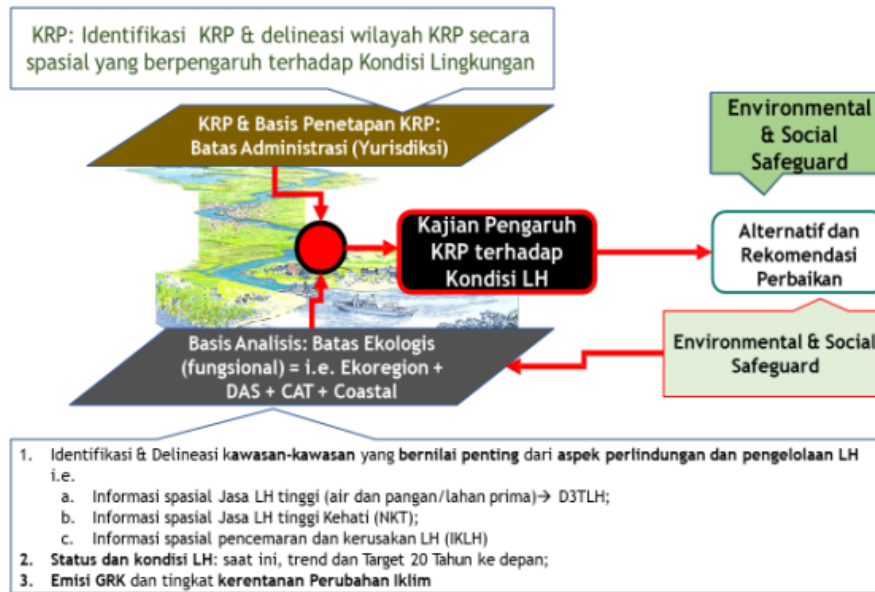 KRP: Identifikasi KRP & delineasi wilayah KRP secara
spasial yang berpengaruh terhadap Kondisi Lingkungan
KRP & Basis Penetapan KRP:
Batas Administrasi (Yurisdiksi)
Environmental
& Social
Safeguard
Kajian Pengaruh
KRP terhadap
Kondisi LH
Alternatif dan
Rekomendasi
Perbaikan
Basis Analisis: Batas Ekologis
(fungsional) = i.e. Ekoregion +
DAS + CAT + Coastal
Environmental & Social
Safeguard
1. Identifikasi & Delineasi kawasan-kawasan yang bernilai penting dari aspek perlindungan dan pengelolaan LH
i.e.
a. Informasi spasial Jasa LH tinggi (air dan pangan/lahan prima)→ D3TLH;
b. Informasi spasial Jasa LH tinggi Kehati (NKT);
c. Informasi spasial pencemaran dan kerusakan LH (IKLH)
2. Status dan kondisi LH: saat ini, trend dan Target 20 Tahun ke depan;
3. Emisi GRK dan tingkat kerentanan Perubahan Iklim